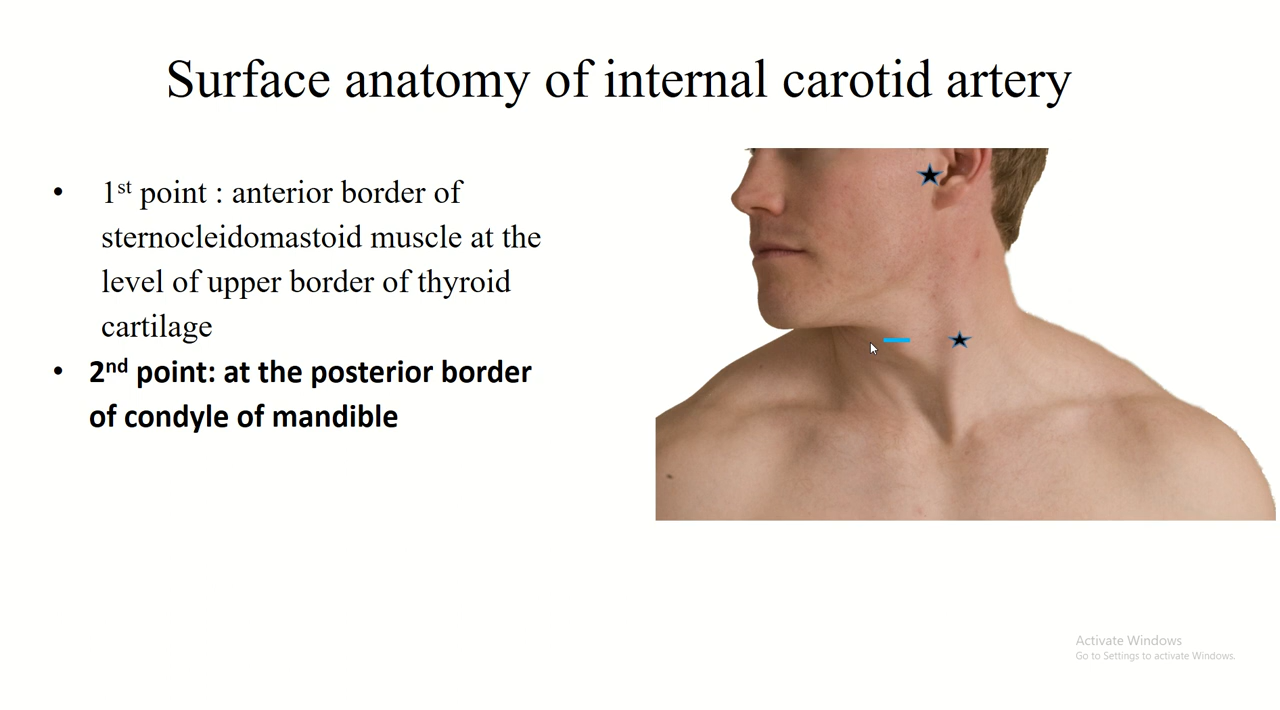 Surface anatomy of internal carotid artery
• 1st point : anterior border of
sternocleidomastoid muscle at the
level of upper border of thyroid
cartilage
• 2nd point: at the posterior border
of condyle of mandible
Activate Windows
Go to Settings to activate Windows.